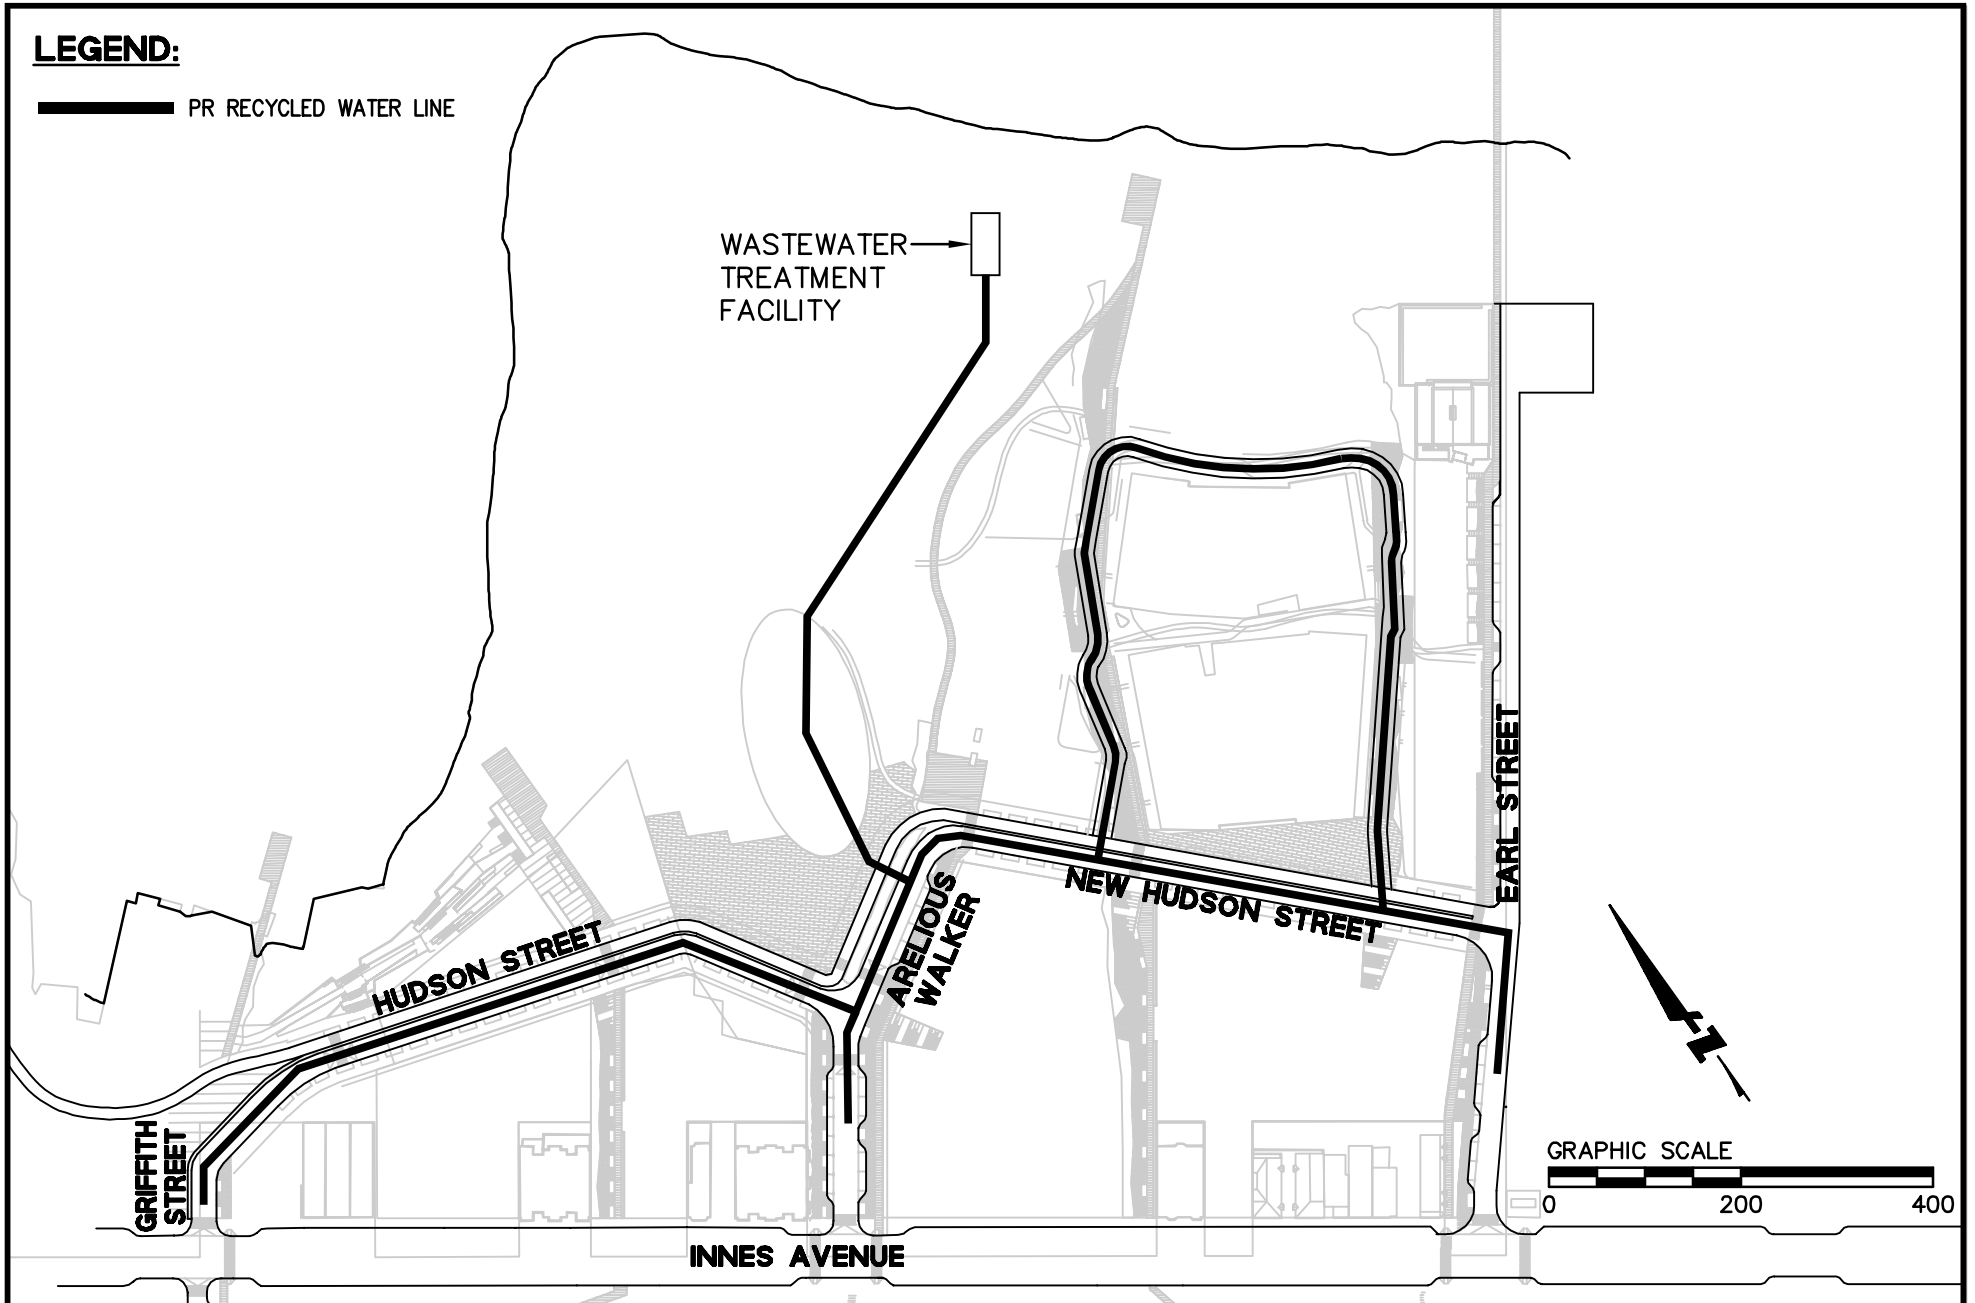 LEGEND:
PR RECYCLED WATER LINE
WASTEWATER
TREATMENT
FACILITY
EARL STREET
NEW HUDSON STREET
ARELIOUS
WALKER
HUDSON STREET
GRIFFITH
STREET
INNES AVENUE
N
GRAPHIC SCALE
0 200 400